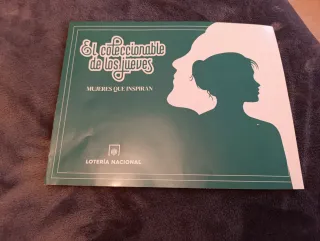 El coleccionable
de los jueves
MUJERES QUE INSPIRAN
LOTERÍA NACIONAL